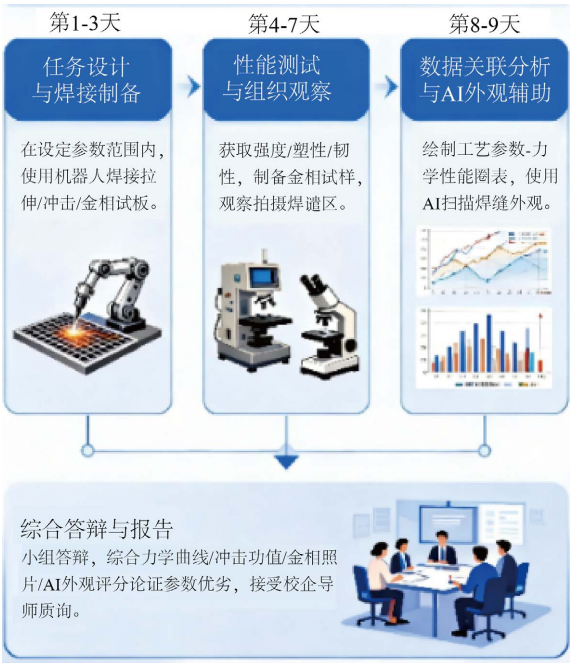 第1-3天
任务设计
与焊接制备
在设定参数范围内，
使用机器人焊接拉
伸/冲击/金相试板。
第4-7天
性能测试
与组织观察
获取强度/塑性/韧
性，制备金相试样，
观察拍摄焊谴区。
第8-9天
数据关联分析
与AI外观辅助
绘制工艺参数-力
学性能圈表，使用
AI扫描焊缝外观。
综合答辩与报告
小组答辩，综合力学曲线/冲击功值/金相照
片/AI外观评分论证参数优劣，接受校企导
师质询。